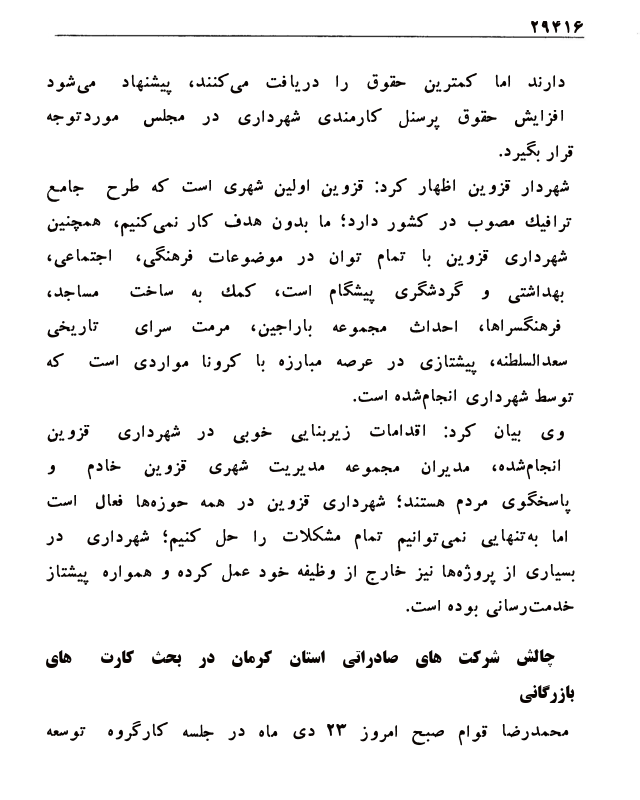 ۲۹۴۱۶
دارند اما کمترین حقوق را دریافت می‌کنند، پیشنهاد می‌شود
افزایش حقوق پرسنل کارمندی شهرداری در مجلس موردتوجه
قرار بگیرد.
شهردار قزوین اظهار کرد: قزوین اولین شهری است که طرح جامع
ترافیك مصوب در کشور دارد؛ ما بدون هدف کار نمی‌کنیم، همچنین
شهرداری قزوین با تمام توان در موضوعات فرهنگی، اجتماعی،
بهداشتی و گردشگری پیشگام است، کمك به ساخت مساجد،
فرهنگسراها، احداث مجموعه باراجین، مرمت سرای تاریخی
سعدالسلطنه، پیشتازی در عرصه مبارزه با کرونا مواردی است که
توسط شهرداری انجام‌شده است.
وی بیان کرد: اقدامات زیربنایی خوبی در شهرداری قزوین
انجام‌شده، مدیران مجموعه مدیریت شهری قزوین خادم و
پاسخگوی مردم هستند؛ شهرداری قزوین در همه حوزه‌ها فعال است
اما به‌تنهایی نمی‌توانیم تمام مشکلات را حل کنیم؛ شهرداری در
بسیاری از پروژه‌ها نیز خارج از وظیفه خود عمل کرده و همواره پیشتاز
خدمت‌رسانی بوده است.
چالش شرکت های صادراتی استان کرمان در بحث کارت های
بازرگانی
محمدرضا قوام صبح امروز ۲۳ دی ماه در جلسه کارگروه توسعه